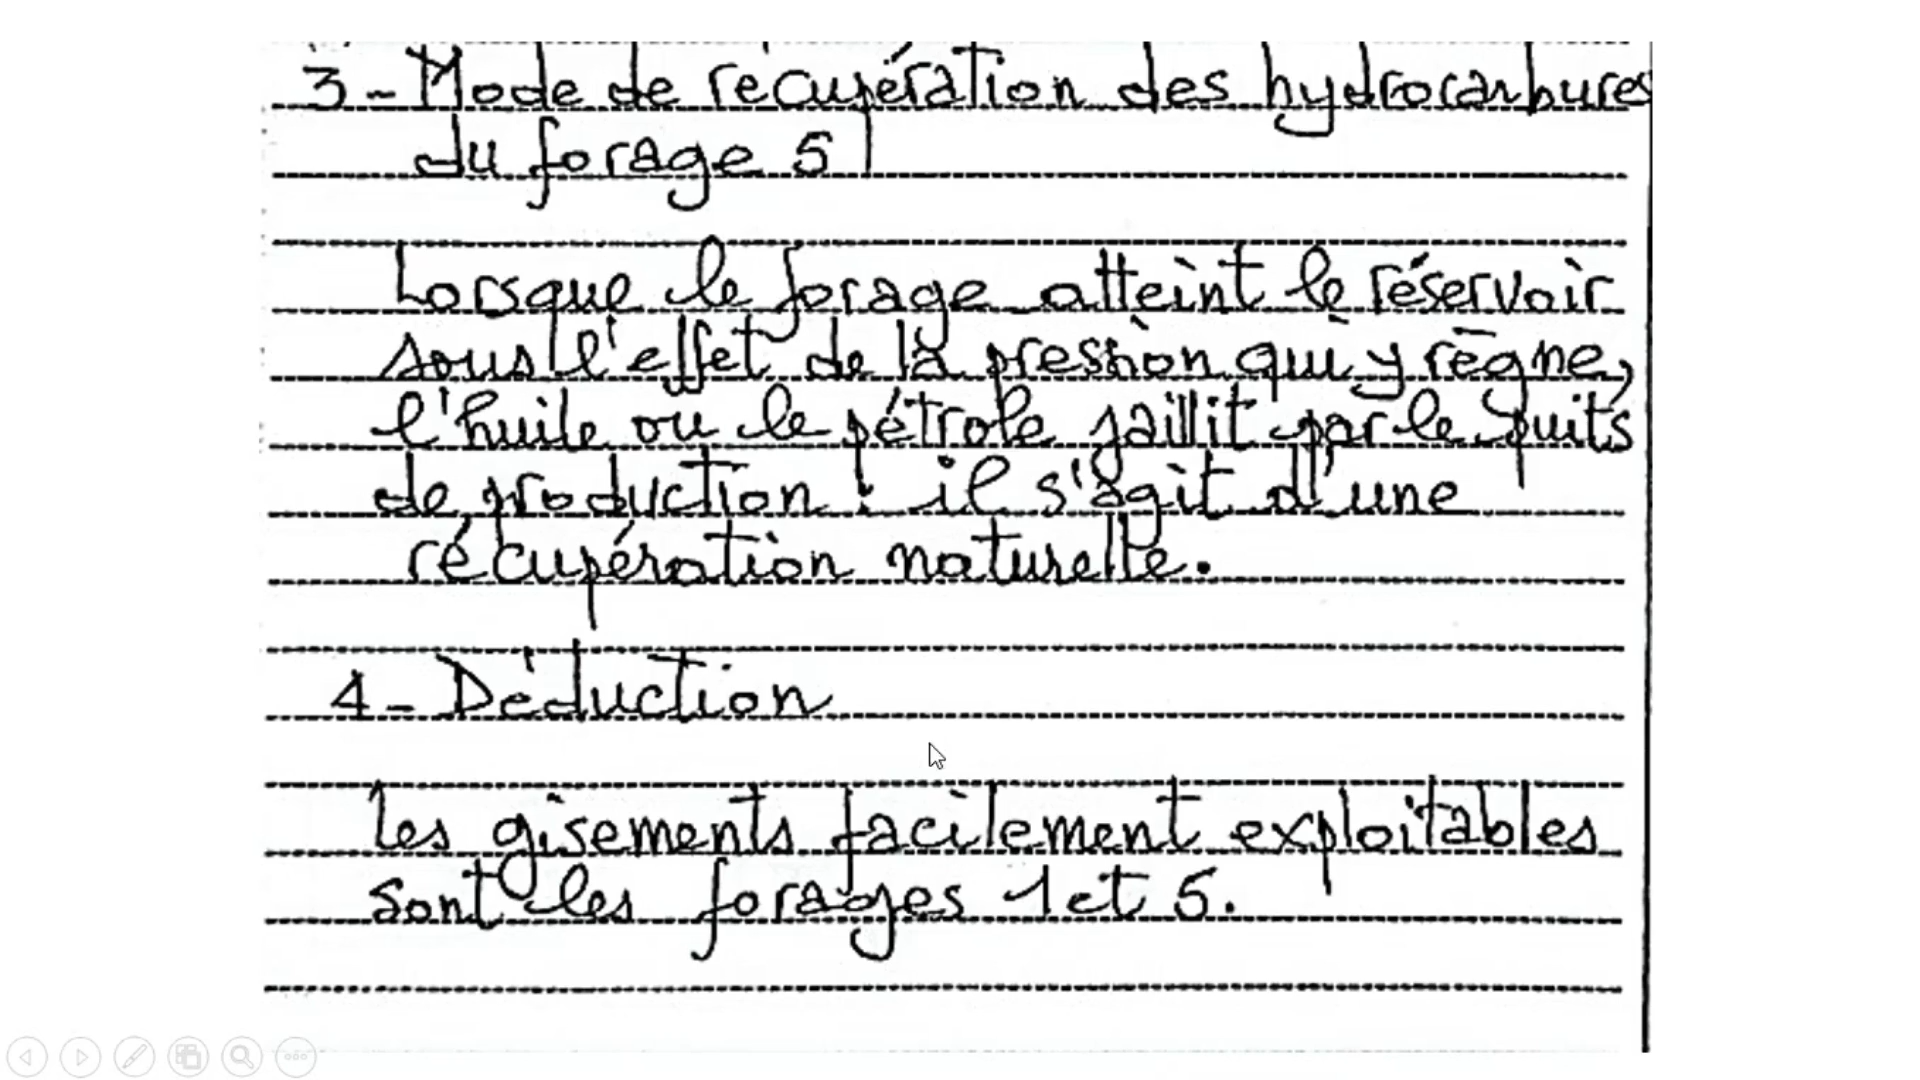 3-Mode de récupération des hydrocarbures
du forage 5
Lorsque le forage atteint le réservoir
sous l'effet de la pression qui y règne,
l'huile ou le pétrole jaillit par le puits
de production : il s'agit d'une
récupération naturelle.
4-Déduction
Les gisements facilement exploitables
sont les forages 1 et 5.